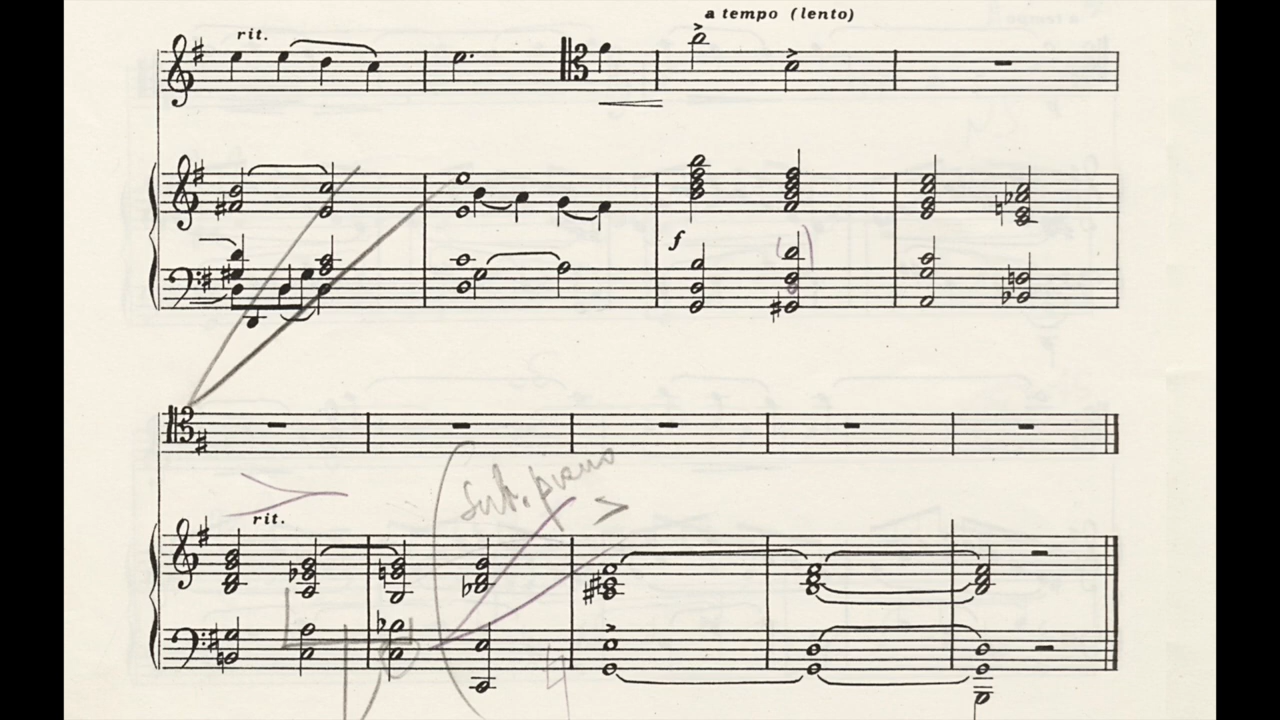 a tempo (lento)
rit.
f
rit.
Sub. piano